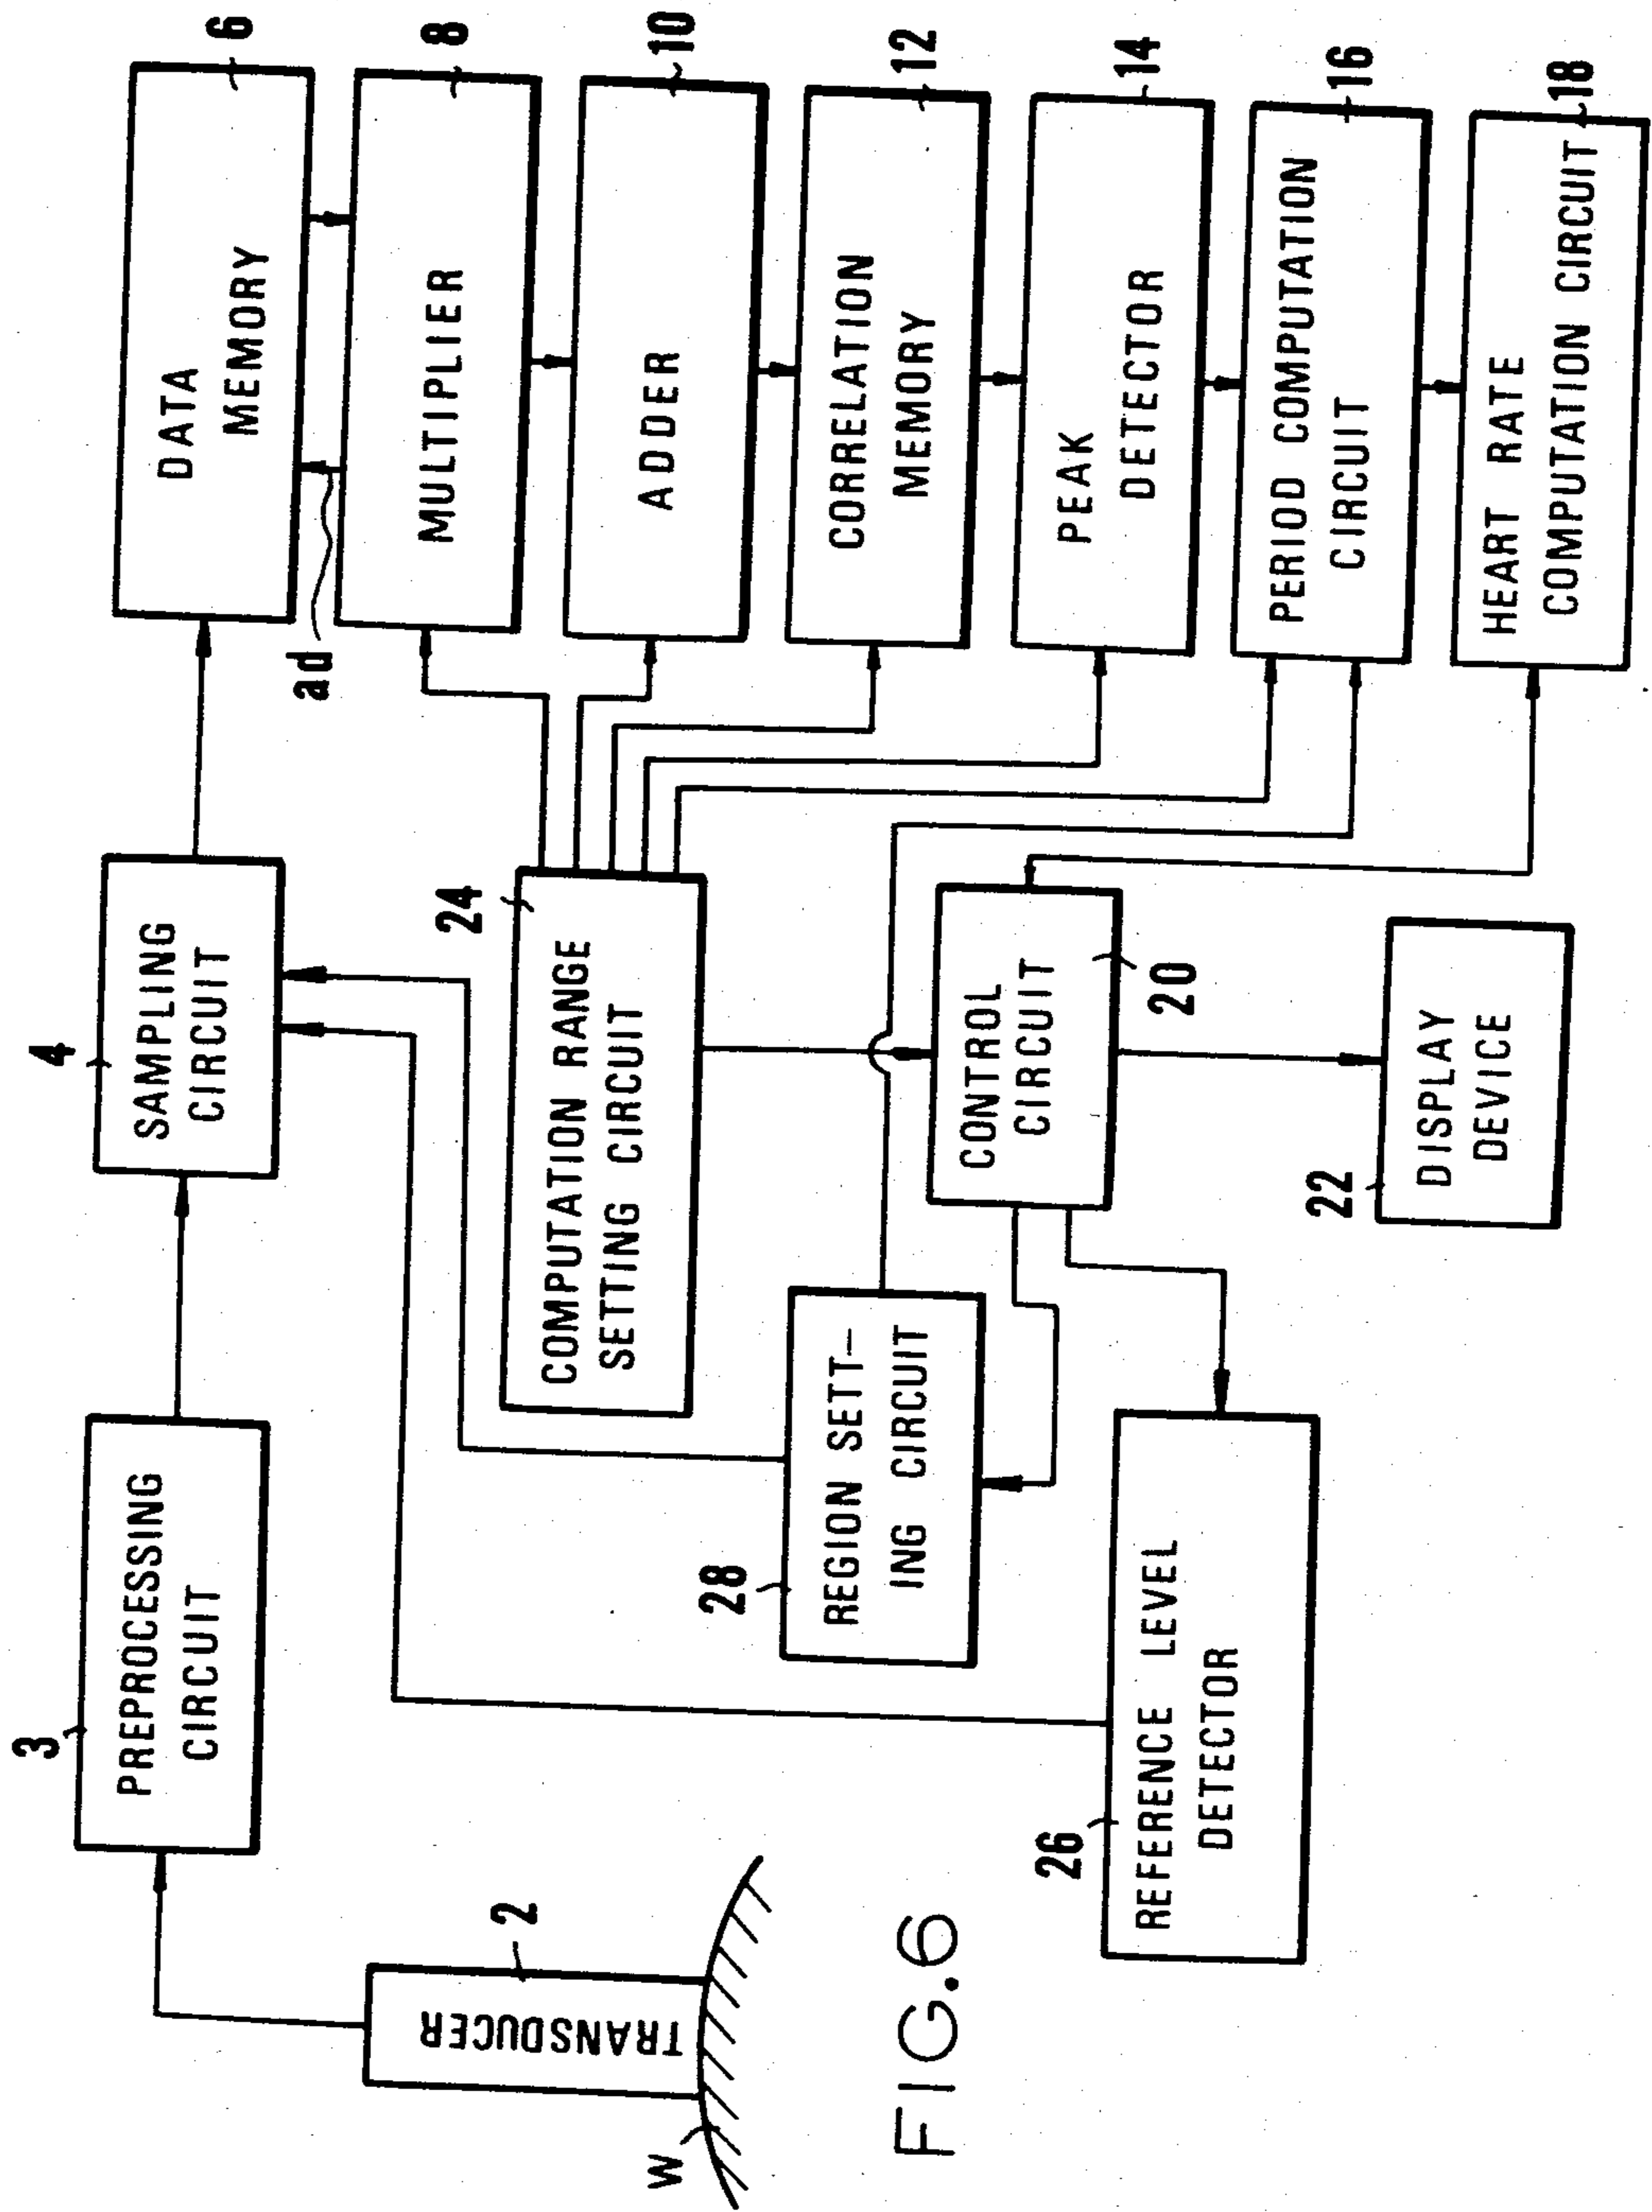 3
PREPROCESSING
CIRCUIT
4
SAMPLING
CIRCUIT
DATA
MEMORY
6
ad
MULTIPLIER
8
ADDER
10
CORRELATION
MEMORY
12
PEAK
DETECTOR
14
PERIOD COMPUTATION
CIRCUIT
16
HEART RATE
COMPUTATION CIRCUIT
18
24
COMPUTATION RANGE
SETTING CIRCUIT
CONTROL
CIRCUIT
20
22
DISPLAY
DEVICE
28
REGION SETT-
ING CIRCUIT
26
REFERENCE LEVEL
DETECTOR
2
TRANSDUCER
W
FIG.6